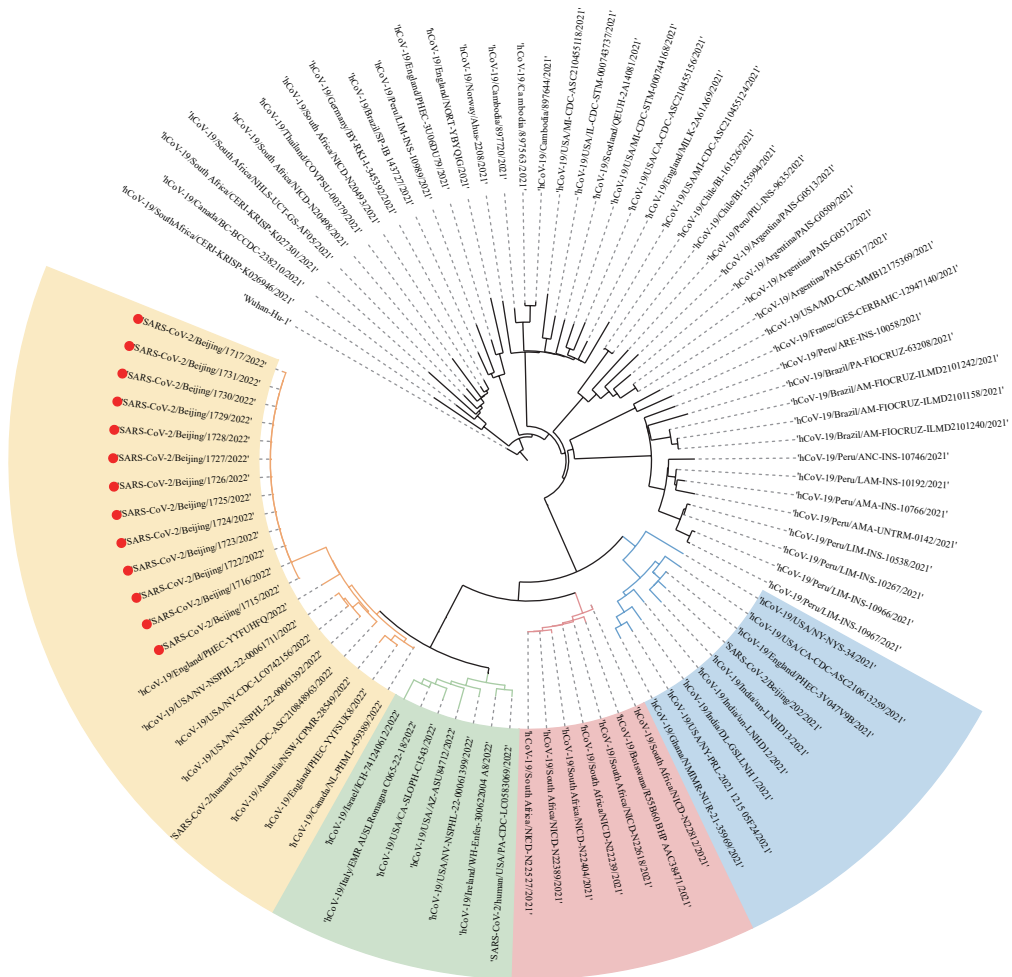 'Wuhan-Hu-1'
'hCoV-19/SouthAfrica/CERI-KRISP-K026946/2021'
'hCoV-19/Canada/BC-BCCDC-238210/2021'
'hCoV-19/South Africa/CERI-KRISP-K027301/2021'
'hCoV-19/South Africa/NHLS-UCT-GS-AF05/2021'
'hCoV-19/South Africa/NICD-N20498/2021'
'hCoV-19/Thailand/COVPSU-00379/2021'
'hCoV-19/South Africa/NICD-N20493/2021'
'hCoV-19/Germany/BY-RKI-I-345592/2021'
'hCoV-19/Brazil/SP-IB_143727/2021'
'hCoV-19/Peru/LIM-INS-10989/2021'
'hCoV-19/England/PHEC-3U06DU79/2021'
'hCoV-19/England/NORT-YBYQIG/2021'
'hCoV-19/Norway/Ahus-2208/2021'
'hCoV-19/Cambodia/897720/2021'
'hCoV-19/Cambodia/897563/2021'
'hCoV-19/Cambodia/897644/2021'
'hCoV-19/USA/MI-CDC-ASC210455118/2021'
'hCoV-19/USA/IL-CDC-STM-000743737/2021'
'hCoV-19/Scotland/QEUH-2A14081/2021'
'hCoV-19/USA/MI-CDC-STM-000744168/2021'
'hCoV-19/USA/CA-CDC-ASC210455156/2021'
'hCoV-19/England/MILK-2A61A69/2021'
'hCoV-19/USA/MI-CDC-ASC210455124/2021'
'hCoV-19/Chile/BI-161526/2021'
'hCoV-19/Chile/BI-155994/2021'
'hCoV-19/Peru/PIU-INS-9635/2021'
'hCoV-19/Argentina/PAIS-G0513/2021'
'hCoV-19/Argentina/PAIS-G0509/2021'
'hCoV-19/Argentina/PAIS-G0512/2021'
'hCoV-19/Argentina/PAIS-G0517/2021'
'hCoV-19/USA/MD-CDC-MMB12175369/2021'
'hCoV-19/France/GES-CERBAHC-12947140/2021'
'hCoV-19/Peru/ARE-INS-10058/2021'
'hCoV-19/Brazil/PA-FIOCRUZ-63208/2021'
'hCoV-19/Brazil/AM-FIOCRUZ-ILMD2101242/2021'
'hCoV-19/Brazil/AM-FIOCRUZ-ILMD2101158/2021'
'hCoV-19/Brazil/AM-FIOCRUZ-ILMD2101240/2021'
'hCoV-19/Peru/ANC-INS-10746/2021'
'hCoV-19/Peru/LAM-INS-10192/2021'
'hCoV-19/Peru/AMA-INS-10766/2021'
'hCoV-19/Peru/AMA-UNTRM-0142/2021'
'hCoV-19/Peru/LIM-INS-10538/2021'
'hCoV-19/Peru/LIM-INS-10267/2021'
'hCoV-19/Peru/LIM-INS-10966/2021'
'hCoV-19/Peru/LIM-INS-10967/2021'
'hCoV-19/USA/NY-NYS-34/2021'
'hCoV-19/USA/CA-CDC-ASC210613259/2021'
'hCoV-19/England/PHEC-3V047V9B/2021'
'SARS-CoV-2/Beijing/202/2021'
'hCoV-19/India/un-LNHD13/2021'
'hCoV-19/India/un-LNHD12/2021'
'hCoV-19/India/DL-GSLLNH_1/2021'
'hCoV-19/USA/NY-PRL-2021_1215_05F24/2021'
'hCoV-19/Ghana/NMIMR-NUR-21-35969/2021'
'hCoV-19/South Africa/NICD-N22812/2021'
'hCoV-19/Botswana/R55B60_BHP_AAC36471/2021'
'hCoV-19/South Africa/NICD-N22618/2021'
'hCoV-19/South Africa/NICD-N22239/2021'
'hCoV-19/South Africa/NICD-N22404/2021'
'hCoV-19/South Africa/NICD-N22389/2021'
'hCoV-19/South Africa/NICD-N22527/2021'
'SARS-CoV-2/human/USA/PA-CDC-LC0583069/2022'
'hCoV-19/Ireland/WH-Enfer-300622004_A8/2022'
'hCoV-19/USA/NV-NSPHL-22-00061399/2022'
'hCoV-19/USA/AZ-ASU84712/2022'
'hCoV-19/USA/CA-SLOPH-C1543/2022'
'hCoV-19/Italy/EMR_AUSLRomagna_C065-22-18/2022'
'hCoV-19/Israel/ICH-741240612/2022'
'hCoV-19/Canada/NL-PHML-459389/2022'
'hCoV-19/England/PHEC-YYFSUK8/2022'
'hCoV-19/Australia/NSW-ICPMR-28549/2022'
'SARS-CoV-2/human/USA/MI-CDC-ASC210848963/2022'
'hCoV-19/USA/NV-NSPHL-22-00061392/2022'
'hCoV-19/USA/NY-CDC-LC0742156/2022'
'hCoV-19/USA/NV-NSPHL-22-00061711/2022'
'hCoV-19/England/PHEC-YYFUHFQ/2022'
'SARS-CoV-2/Beijing/1715/2022'
'SARS-CoV-2/Beijing/1716/2022'
'SARS-CoV-2/Beijing/1722/2022'
'SARS-CoV-2/Beijing/1723/2022'
'SARS-CoV-2/Beijing/1724/2022'
'SARS-CoV-2/Beijing/1725/2022'
'SARS-CoV-2/Beijing/1726/2022'
'SARS-CoV-2/Beijing/1727/2022'
'SARS-CoV-2/Beijing/1728/2022'
'SARS-CoV-2/Beijing/1729/2022'
'SARS-CoV-2/Beijing/1730/2022'
'SARS-CoV-2/Beijing/1731/2022'
'SARS-CoV-2/Beijing/1717/2022'